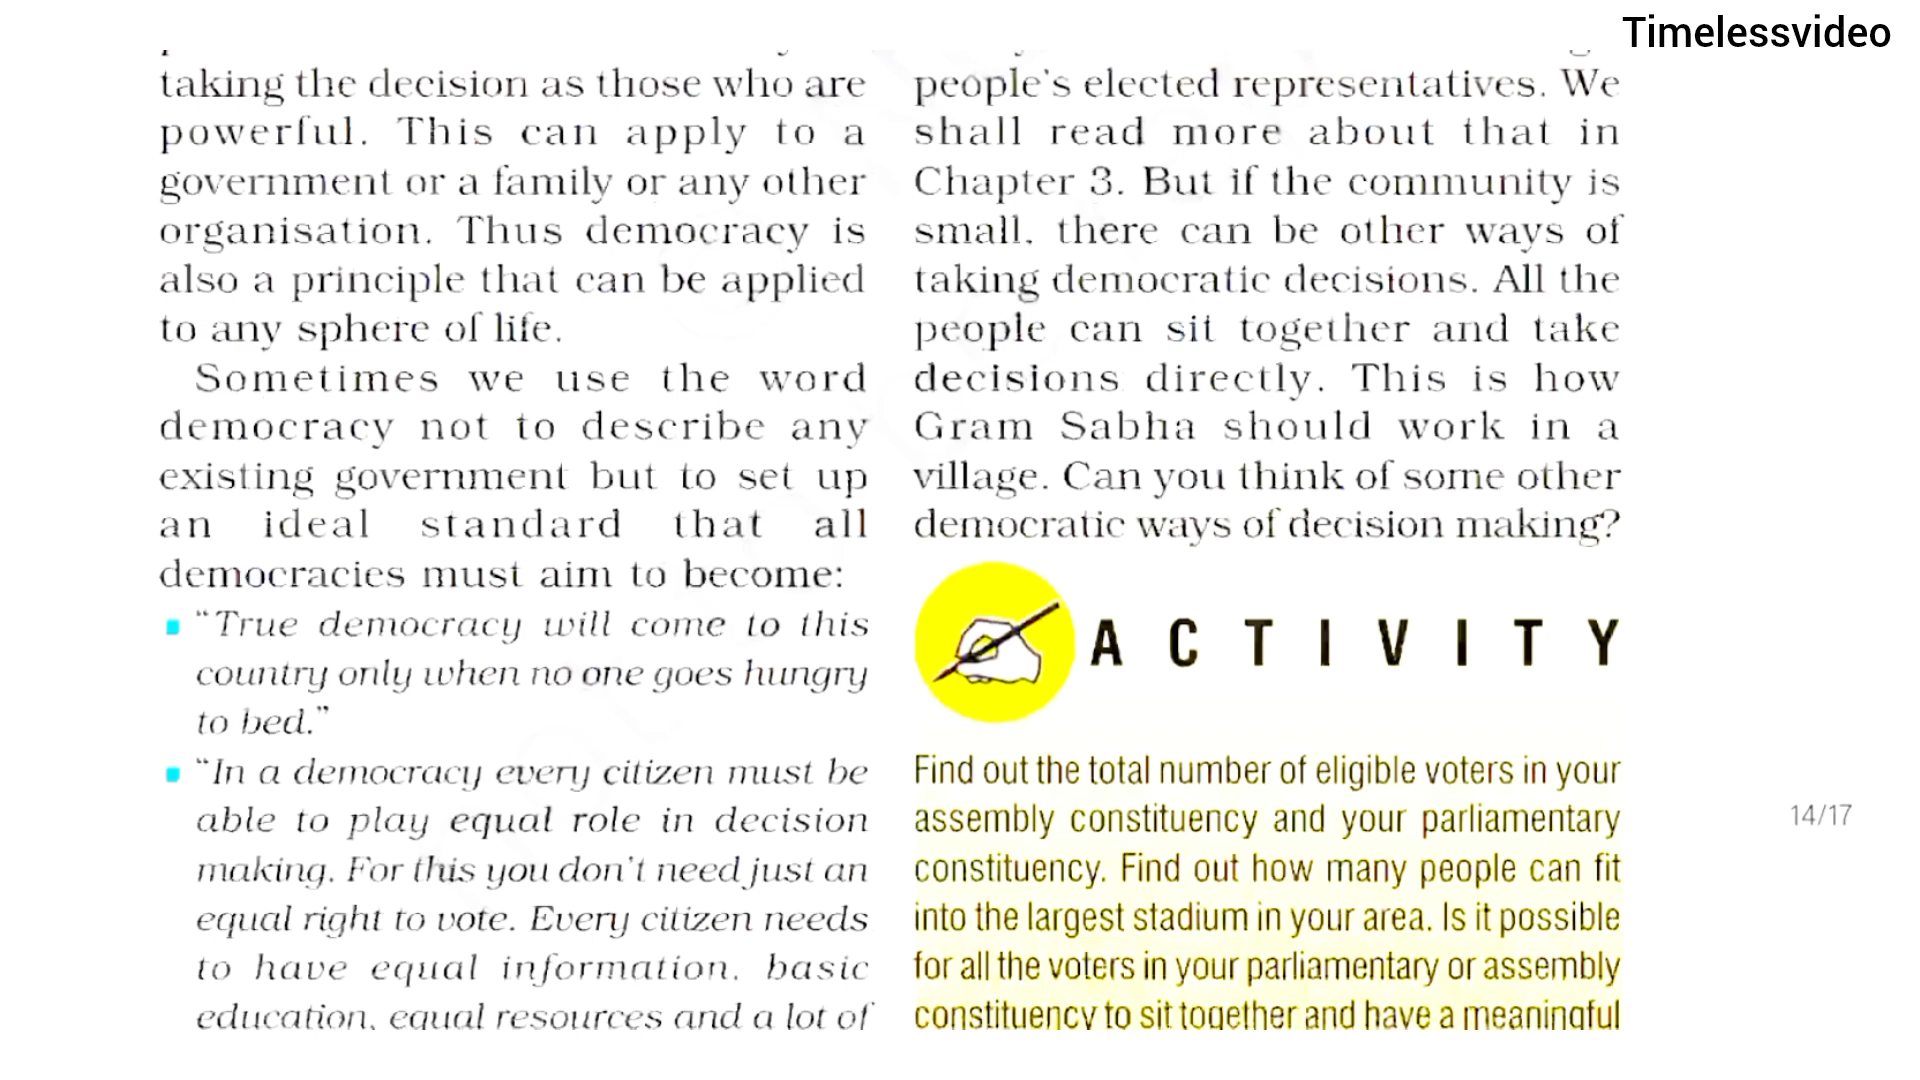 Timelessvideo
taking the decision as those who are
powerful. This can apply to a
government or a family or any other
organisation. Thus democracy is
also a principle that can be applied
to any sphere of life.
Sometimes we use the word
democracy not to describe any
existing government but to set up
an ideal standard that all
democracies must aim to become:
“True democracy will come to this
country only when no one goes hungry
to bed.”
“In a democracy every citizen must be
able to play equal role in decision
making. For this you don't need just an
equal right to vote. Every citizen needs
to have equal information, basic
education, equal resources and a lot of
people's elected representatives. We
shall read more about that in
Chapter 3. But if the community is
small, there can be other ways of
taking democratic decisions. All the
people can sit together and take
decisions directly. This is how
Gram Sabha should work in a
village. Can you think of some other
democratic ways of decision making?
ACTIVITY
Find out the total number of eligible voters in your
assembly constituency and your parliamentary
constituency. Find out how many people can fit
into the largest stadium in your area. Is it possible
for all the voters in your parliamentary or assembly
constituency to sit together and have a meaningful
14/17